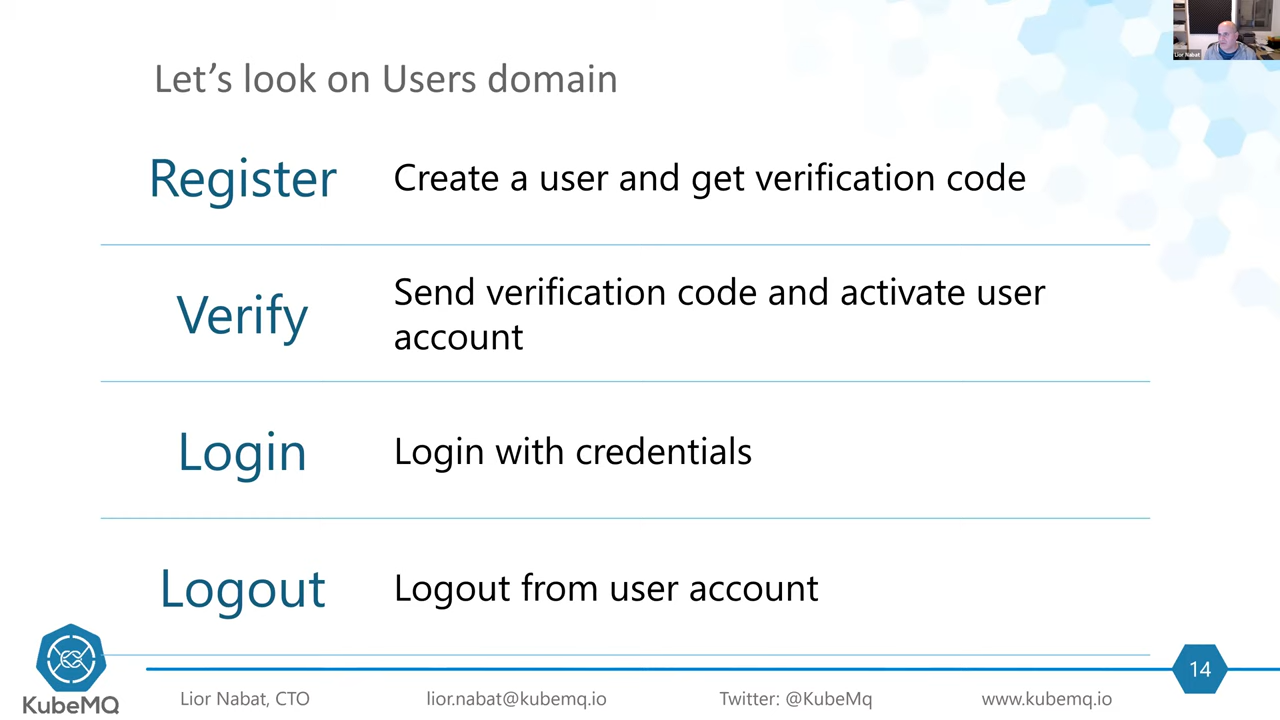 Lior Nabat
Let's look on Users domain
Register
Create a user and get verification code
Verify
Send verification code and activate user
account
Login
Login with credentials
Logout
Logout from user account
14
KubeMQ
Lior Nabat, CTO
lior.nabat@kubemq.io
Twitter: @KubeMq
www.kubemq.io